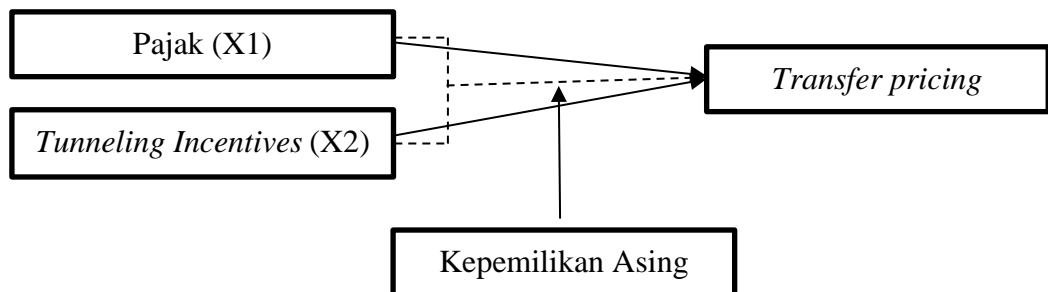 Pajak (X1)
Transfer pricing
Tunneling Incentives (X2)
Kepemilikan Asing